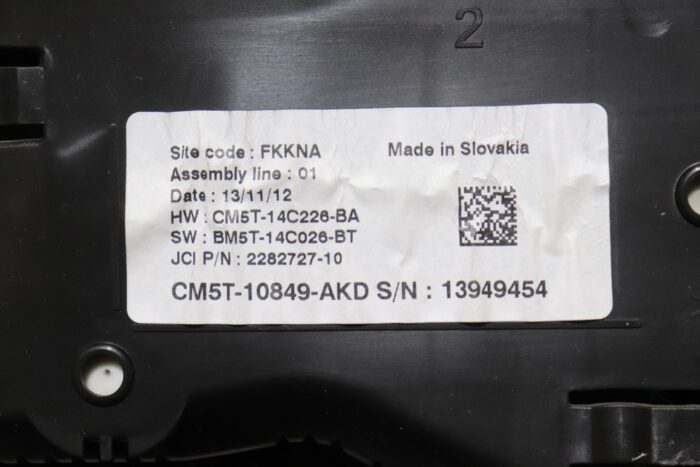 2
Site code : FKKNA Made in Slovakia
Assembly line : 01
Date : 13/11/12
HW : CM5T-14C226-BA
SW : BM5T-14C026-BT
JCI P/N : 2282727-10
CM5T-10849-AKD S/N : 13949454